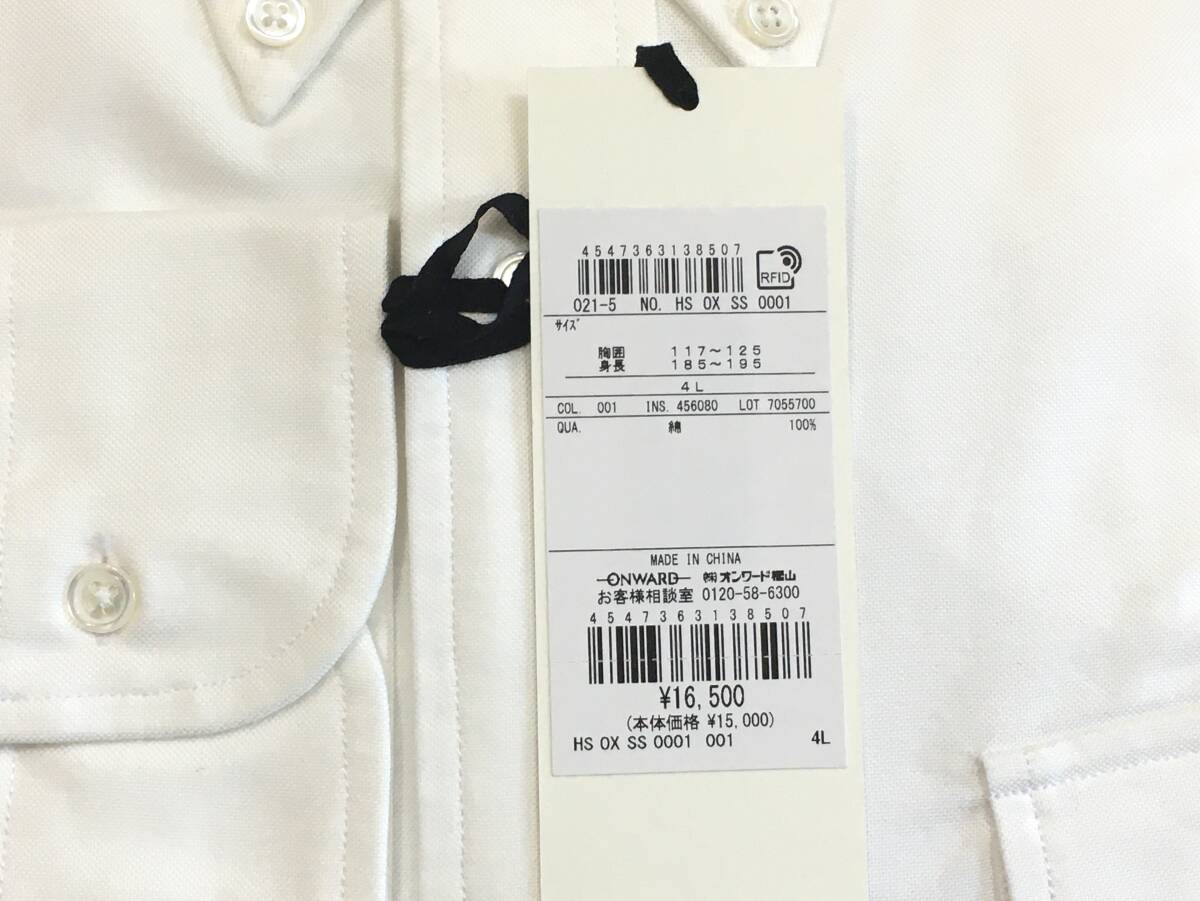 4547363138507
RFID
021-5 NO. HS OX SS 0001
サイズ
胸囲 117～125
身長 185～195
4L
COL. 001 INS. 456080 LOT 7055700
QUA. 綿 100%
MADE IN CHINA
ONWARD ㈱オンワード樫山
お客様相談室 0120-58-6300
4547363138507
¥16,500
(本体価格 ¥15,000)
HS OX SS 0001 001 4L